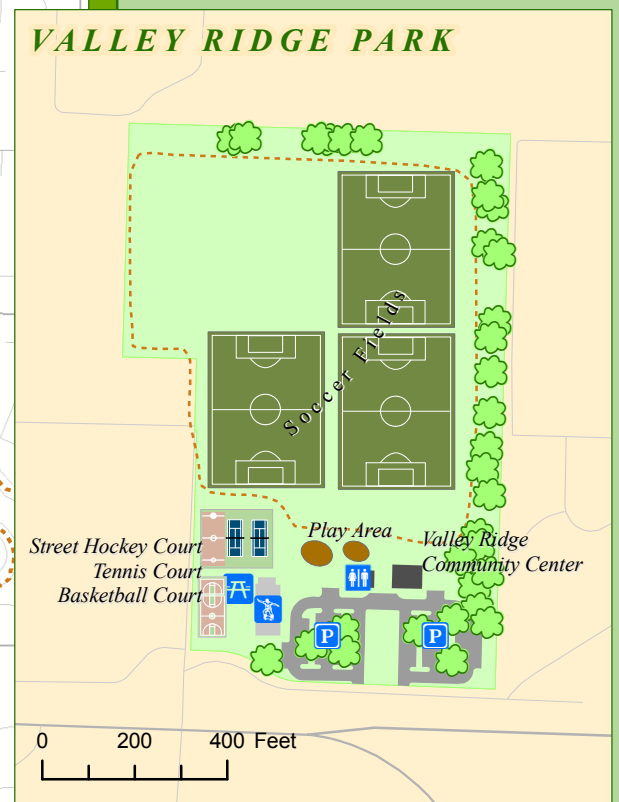 VALLEY RIDGE PARK
Soccer Fields
Play Area
Valley Ridge
Community Center
Street Hockey Court
Tennis Court
Basketball Court
P
P
0 200 400 Feet